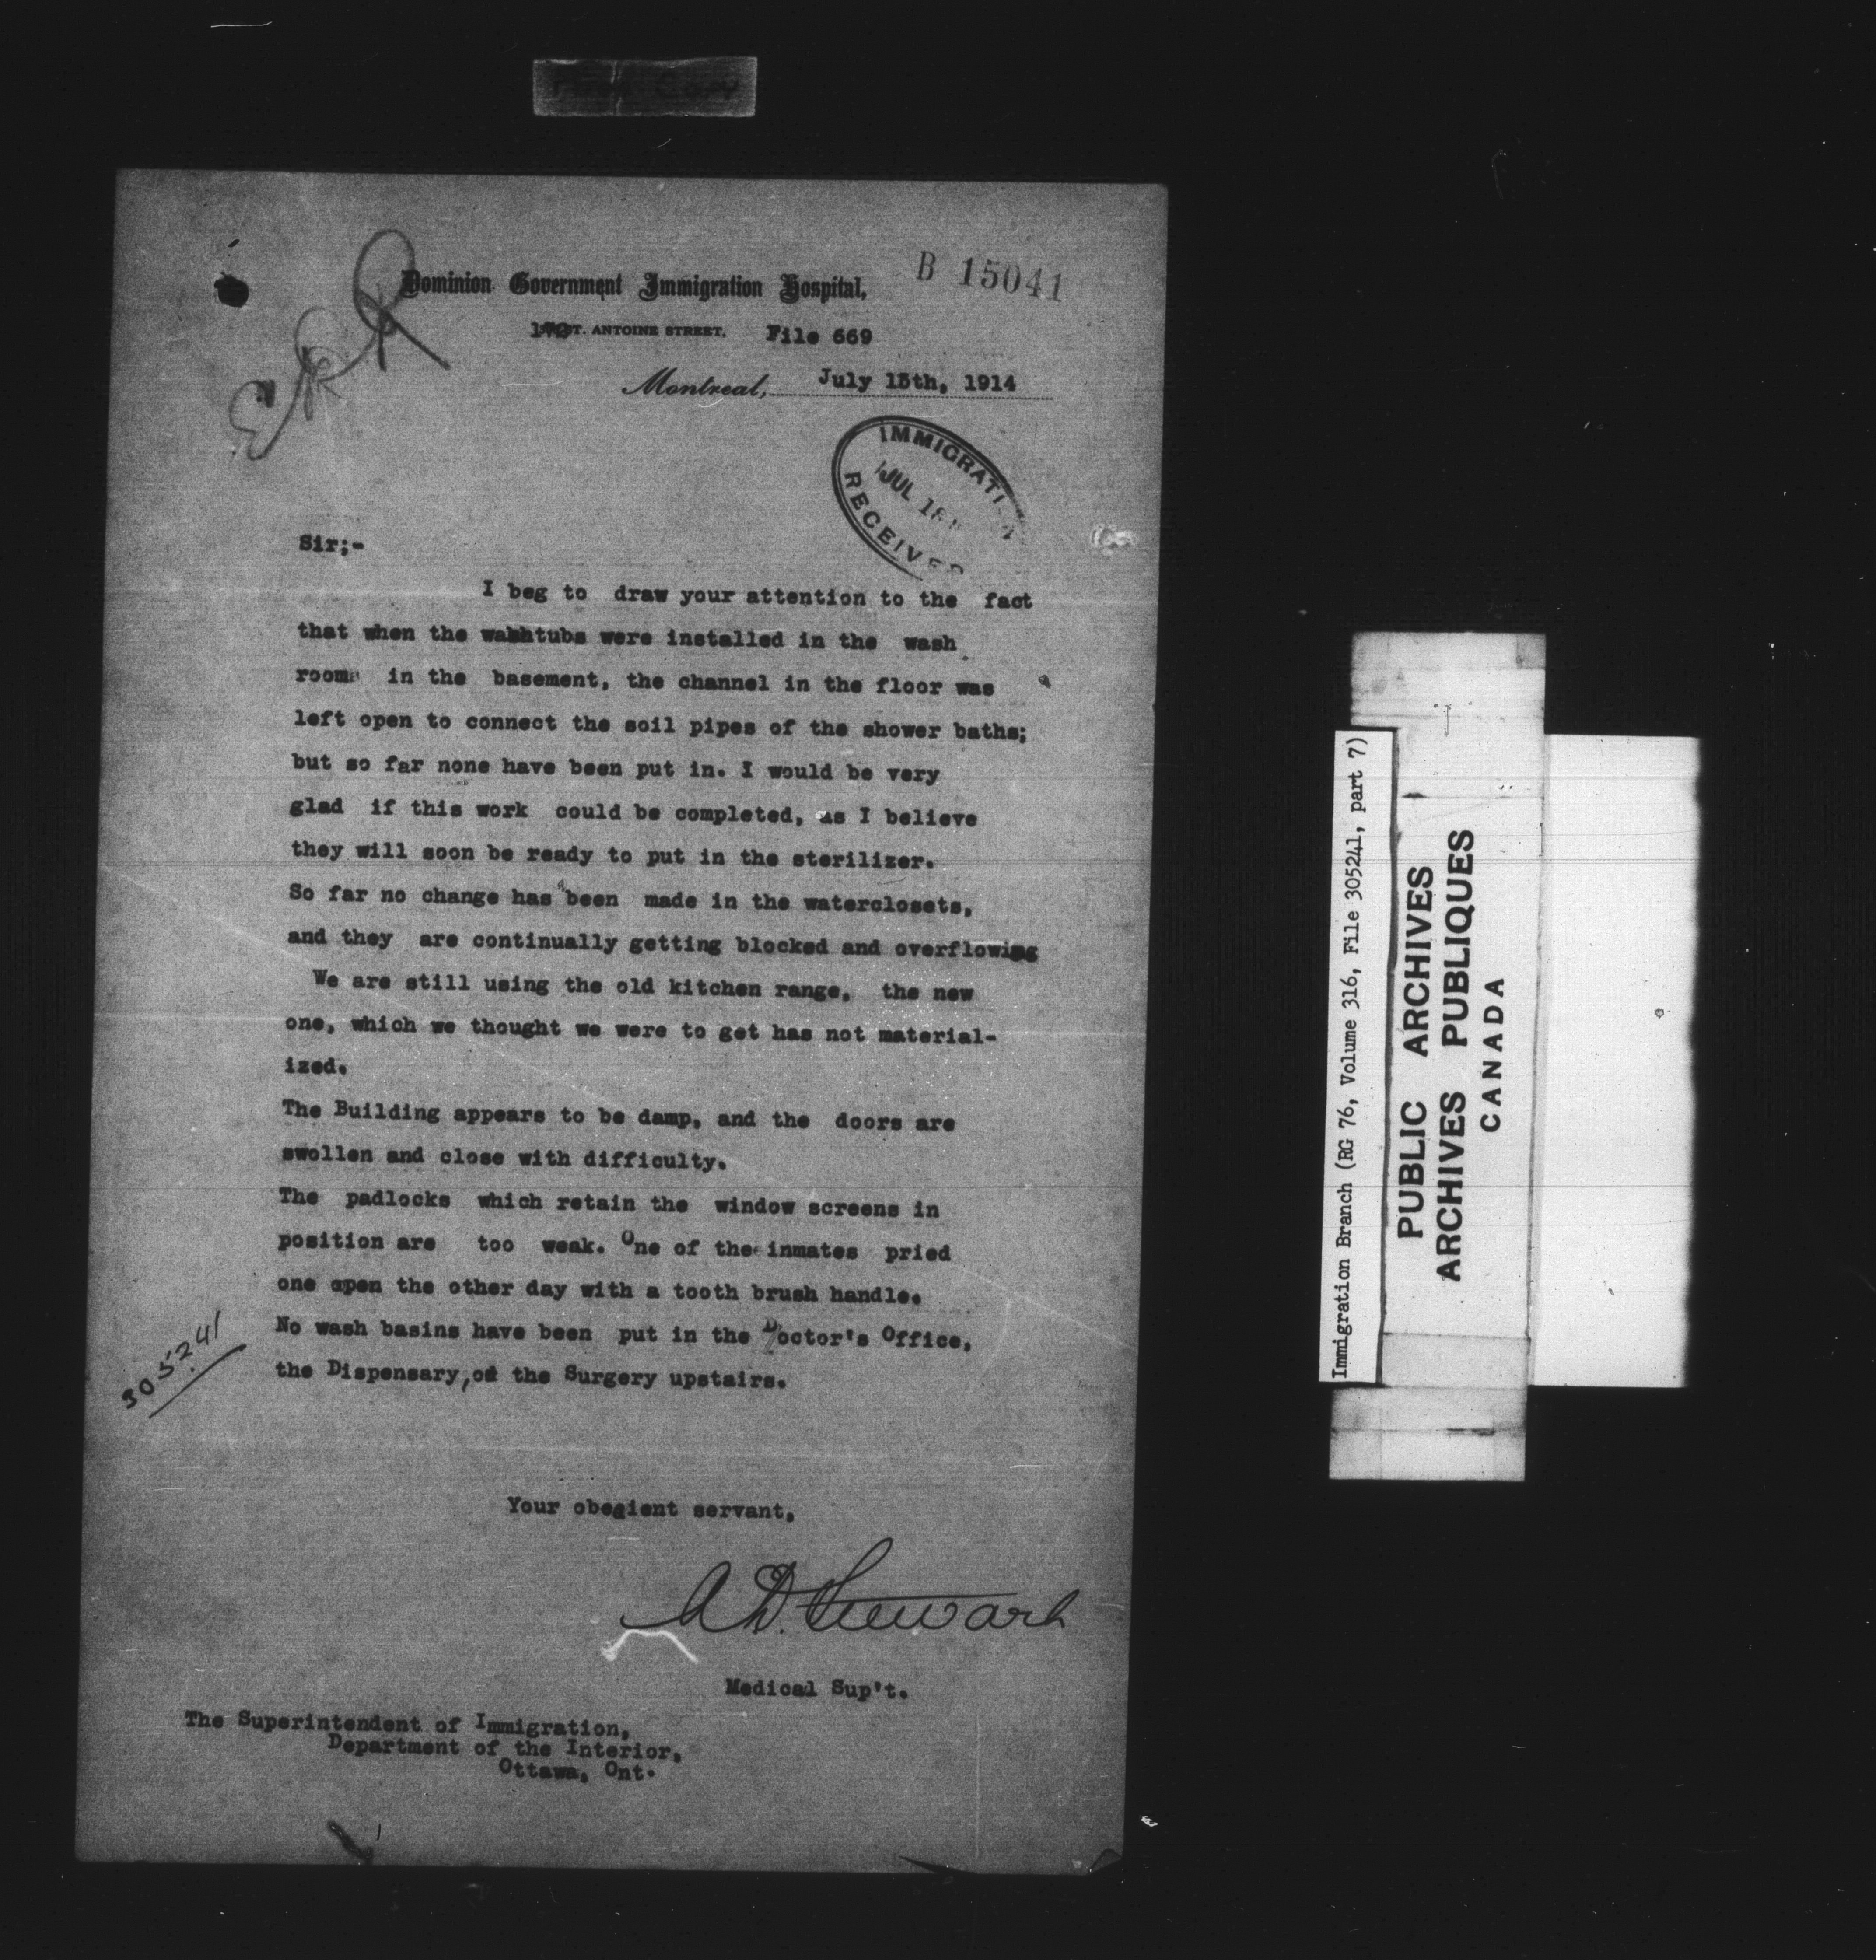 Poor Copy
Dominion Government Immigration Hospital,
B 15041
172 ST. ANTOINE STREET. File 669
Montreal, July 15th, 1914
IMMIGRATI
JUL 16
RECEIVED
Sir;-
I beg to draw your attention to the fact
that when the washtubs were installed in the wash
room in the basement, the channel in the floor was
left open to connect the soil pipes of the shower baths;
but so far none have been put in. I would be very
glad if this work could be completed, as I believe
they will soon be ready to put in the sterilizer.
So far no change has been made in the waterclosets,
and they are continually getting blocked and overflowing
We are still using the old kitchen range, the new
one, which we thought we were to get has not material-
ized.
The Building appears to be damp, and the doors are
swollen and close with difficulty.
The padlocks which retain the window screens in
position are too weak. One of the inmates pried
one open the other day with a tooth brush handle.
No wash basins have been put in the Doctor's Office,
the Dispensary, or the Surgery upstairs.
305241
Your obedient servant,
A D. Stewart
Medical Sup't.
The Superintendent of Immigration,
Department of the Interior,
Ottawa, Ont.
Immigration Branch (RG 76, Volume 316, File 305241, part 7)
PUBLIC ARCHIVES
ARCHIVES PUBLIQUES
CANADA